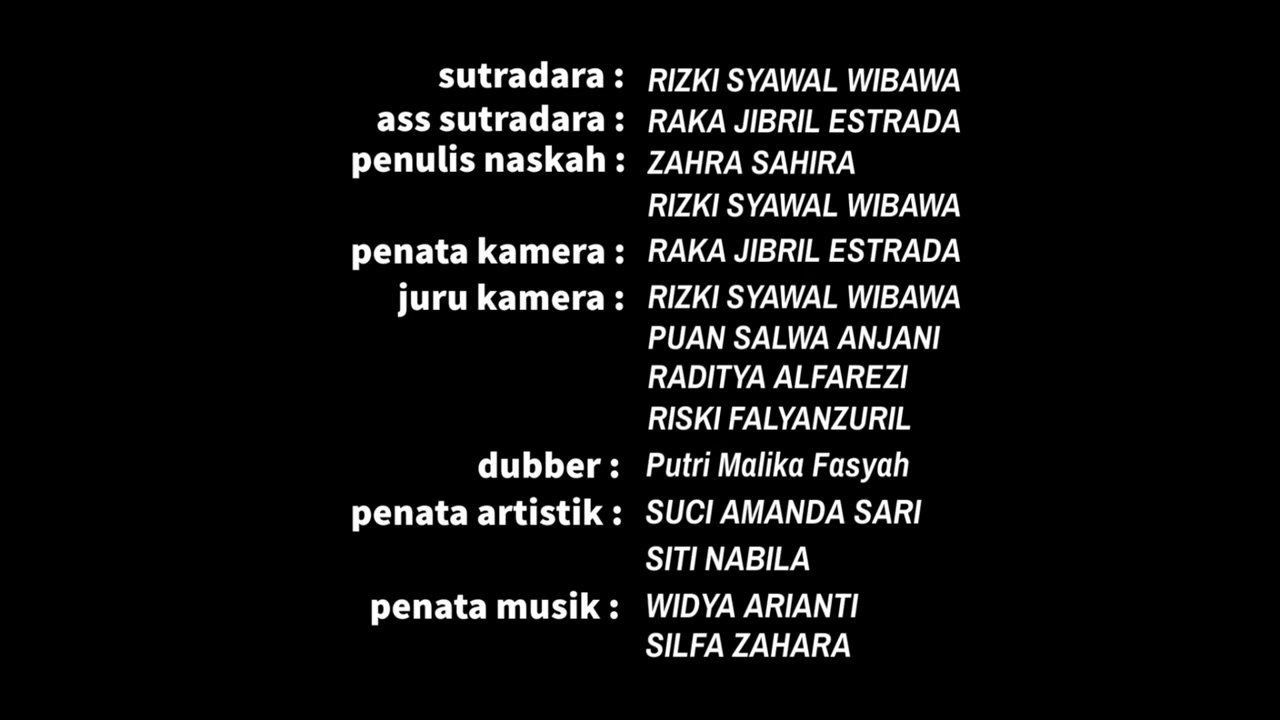 sutradara : RIZKI SYAWAL WIBAWA
ass sutradara : RAKA JIBRIL ESTRADA
penulis naskah : ZAHRA SAHIRA
RIZKI SYAWAL WIBAWA
penata kamera : RAKA JIBRIL ESTRADA
juru kamera : RIZKI SYAWAL WIBAWA
PUAN SALWA ANJANI
RADITYA ALFAREZI
RISKI FALYANZURIL
dubber : Putri Malika Fasyah
penata artistik : SUCI AMANDA SARI
SITI NABILA
penata musik : WIDYA ARIANTI
SILFA ZAHARA